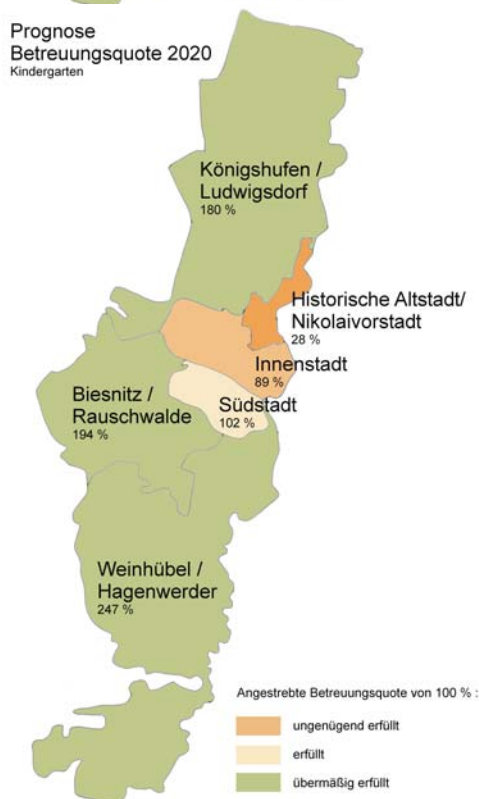 Prognose
Betreuungsquote 2020
Kindergarten
Königshufen /
Ludwigsdorf
180 %
Historische Altstadt/
Nikolaivorstadt
28 %
Innenstadt
89 %
Biesnitz /
Rauschwalde
194 %
Südstadt
102 %
Weinhübel /
Hagenwerder
247 %
Angestrebte Betreuungsquote von 100 % :
ungenügend erfüllt
erfüllt
übermäßig erfüllt